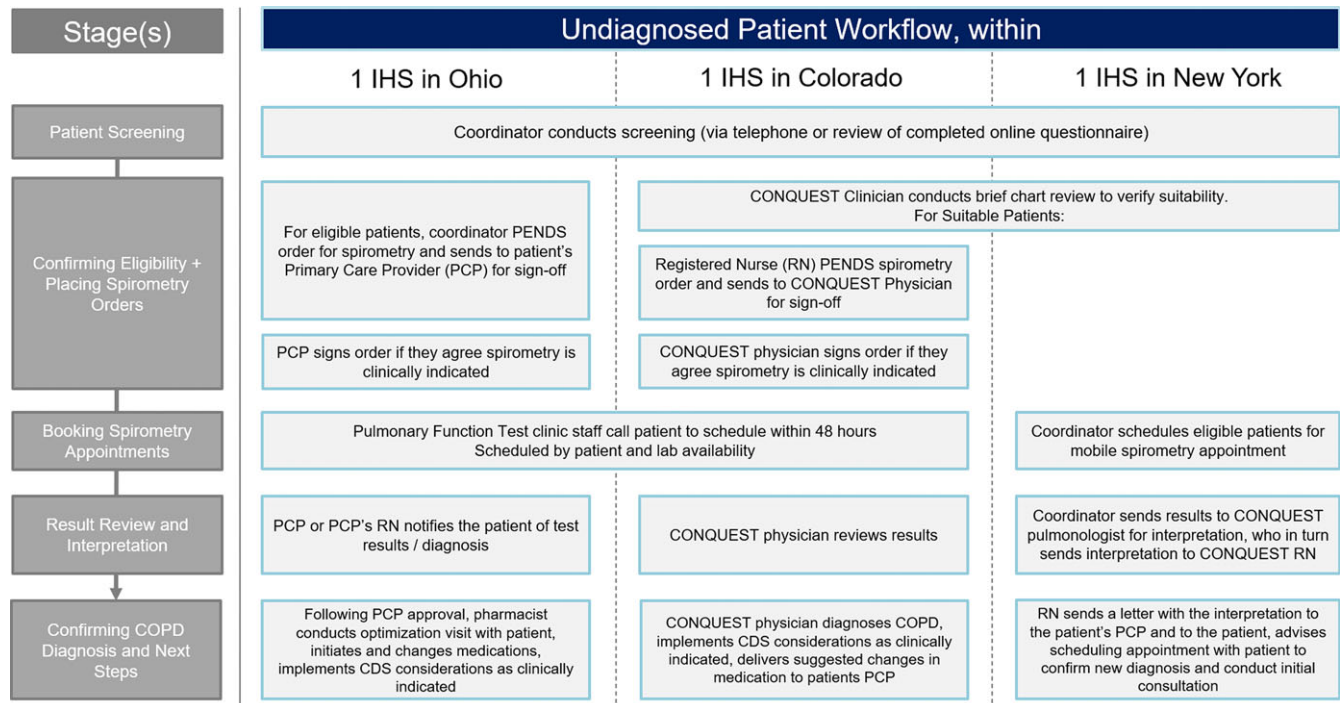 Stage(s)
Undiagnosed Patient Workflow, within
1 IHS in Ohio
1 IHS in Colorado
1 IHS in New York
Patient Screening
Coordinator conducts screening (via telephone or review of completed online questionnaire)
Confirming Eligibility +
Placing Spirometry
Orders
For eligible patients, coordinator PENDS
order for spirometry and sends to patient's
Primary Care Provider (PCP) for sign-off
CONQUEST Clinician conducts brief chart review to verify suitability.
For Suitable Patients:
Registered Nurse (RN) PENDS spirometry
order and sends to CONQUEST Physician
for sign-off
PCP signs order if they agree spirometry is
clinically indicated
CONQUEST physician signs order if they
agree spirometry is clinically indicated
Booking Spirometry
Appointments
Pulmonary Function Test clinic staff call patient to schedule within 48 hours
Scheduled by patient and lab availability
Coordinator schedules eligible patients for
mobile spirometry appointment
Result Review and
Interpretation
PCP or PCP's RN notifies the patient of test
results / diagnosis
CONQUEST physician reviews results
Coordinator sends results to CONQUEST
pulmonologist for interpretation, who in turn
sends interpretation to CONQUEST RN
Confirming COPD
Diagnosis and Next
Steps
Following PCP approval, pharmacist
conducts optimization visit with patient,
initiates and changes medications,
implements CDS considerations as clinically
indicated
CONQUEST physician diagnoses COPD,
implements CDS considerations as clinically
indicated, delivers suggested changes in
medication to patients PCP
RN sends a letter with the interpretation to
the patient's PCP and to the patient, advises
scheduling appointment with patient to
confirm new diagnosis and conduct initial
consultation